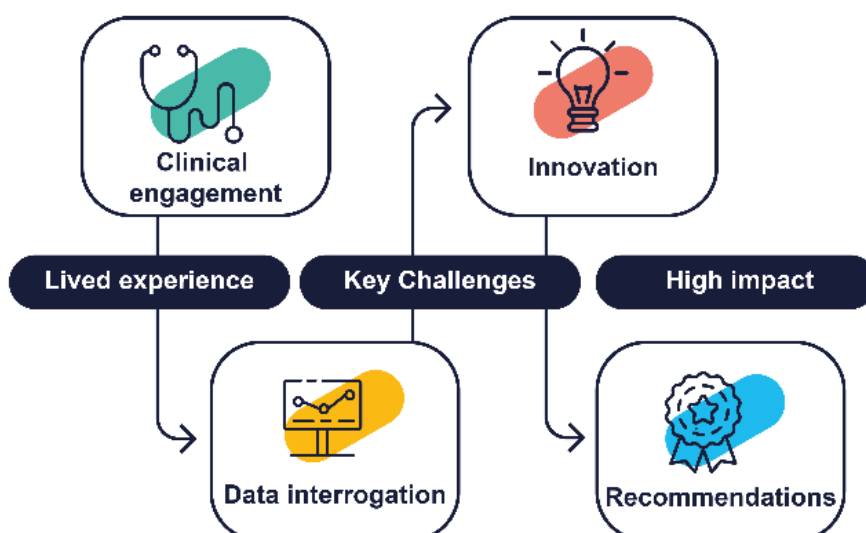 Clinical
engagement
Innovation
Lived experience
Key Challenges
High impact
Data interrogation
Recommendations